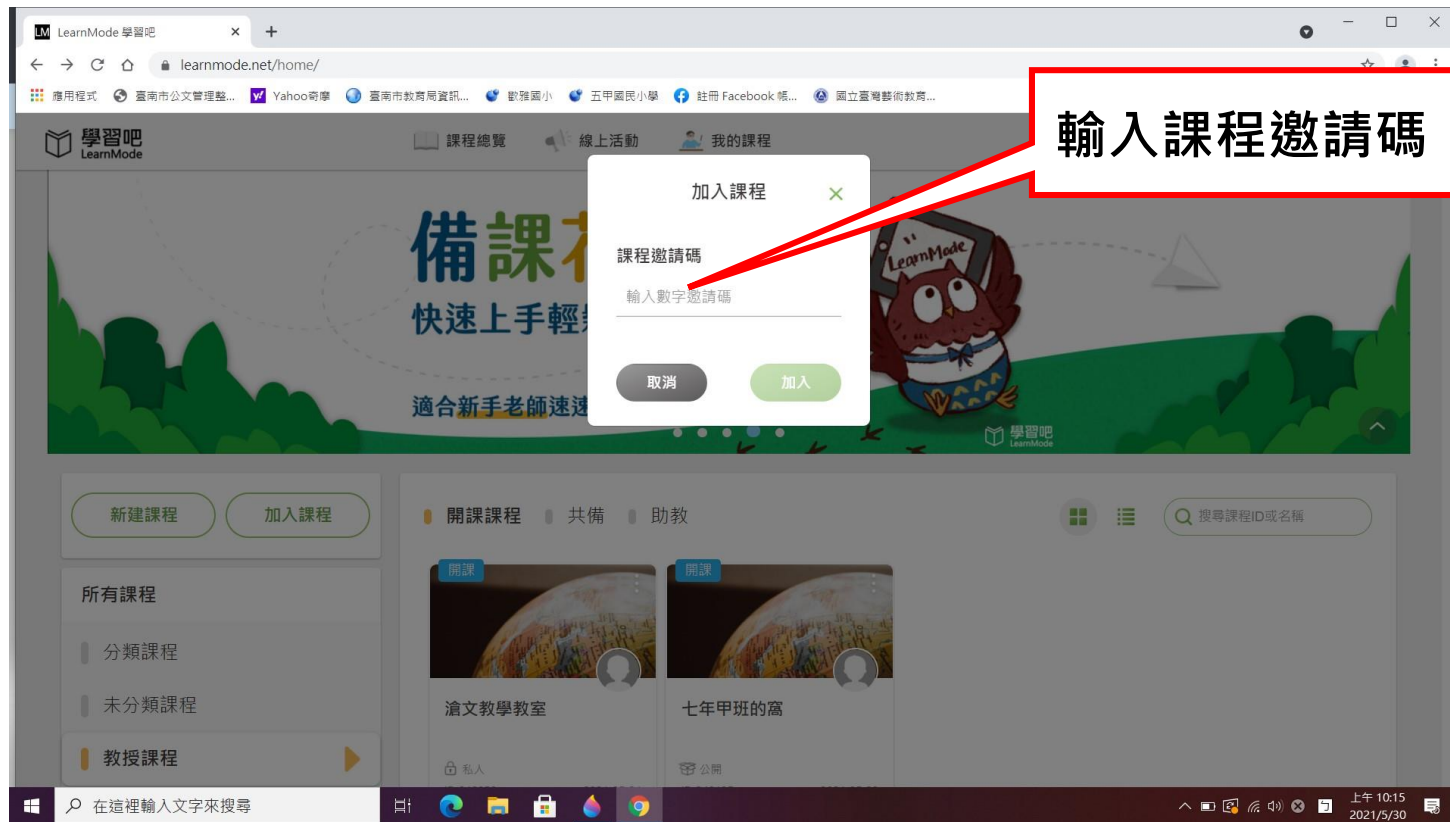 LM LearnMode 學習吧
learnmode.net/home/
應用程式 臺南市公文管理整... Yahoo奇摩 臺南市教育局資訊... 歡雅國小 五甲國民小學 註冊 Facebook 帳... 國立臺灣藝術教育...
輸入課程邀請碼
學習吧
LearnMode
課程總覽 線上活動 我的課程
加入課程
課程邀請碼
輸入數字邀請碼
取消 加入
備課
快速上手輕
適合新手老師速速
LearnMode
學習吧
LearnMode
新建課程 加入課程
開課課程 共備 助教
搜尋課程ID或名稱
所有課程
分類課程
未分類課程
教授課程
開課
滄文教學教室
私人
開課
七年甲班的窩
公開
在這裡輸入文字來搜尋
上午 10:15
2021/5/30